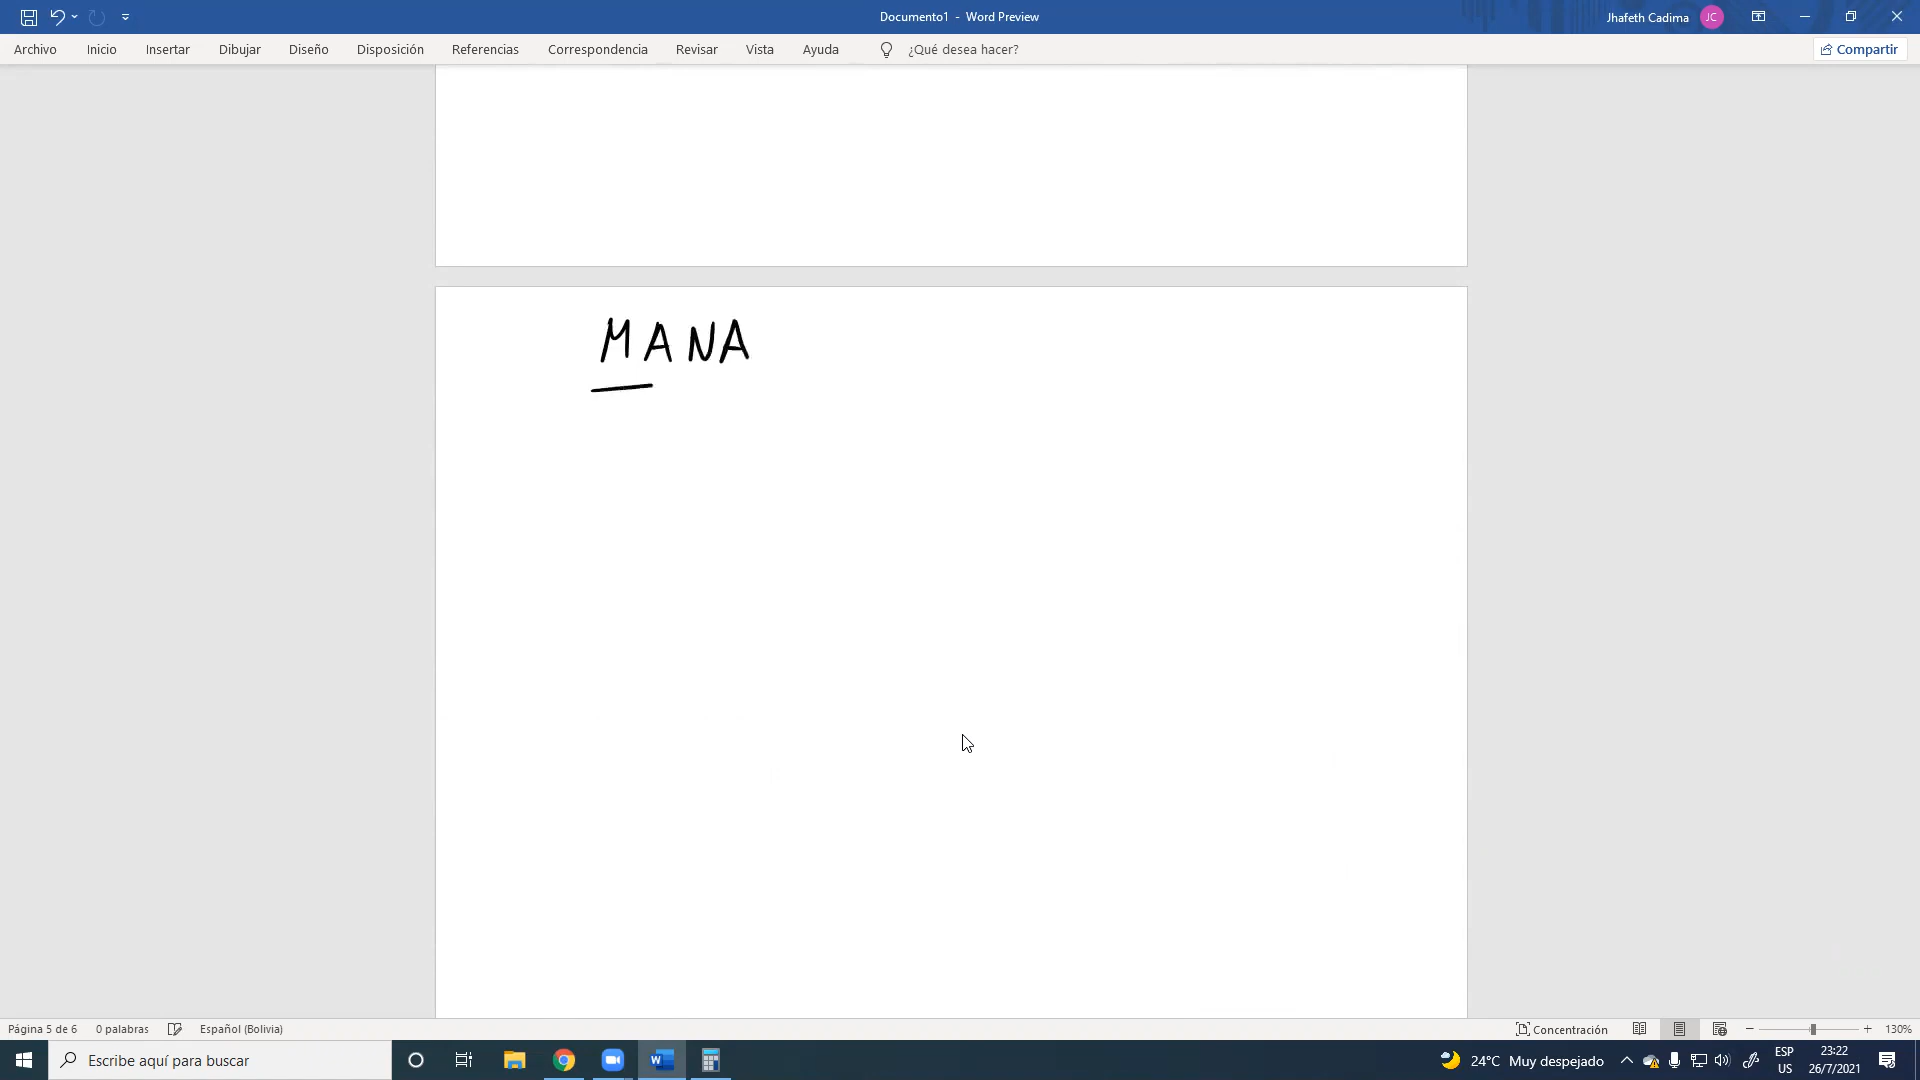 Documento1 - Word Preview
Jhafeth Cadima
JC
Archivo
Inicio
Insertar
Dibujar
Diseño
Disposición
Referencias
Correspondencia
Revisar
Vista
Ayuda
¿Qué desea hacer?
Compartir
MANA
Página 5 de 6
0 palabras
Español (Bolivia)
Concentración
130%
Escribe aquí para buscar
W
24°C Muy despejado
ESP
US
23:22
26/7/2021